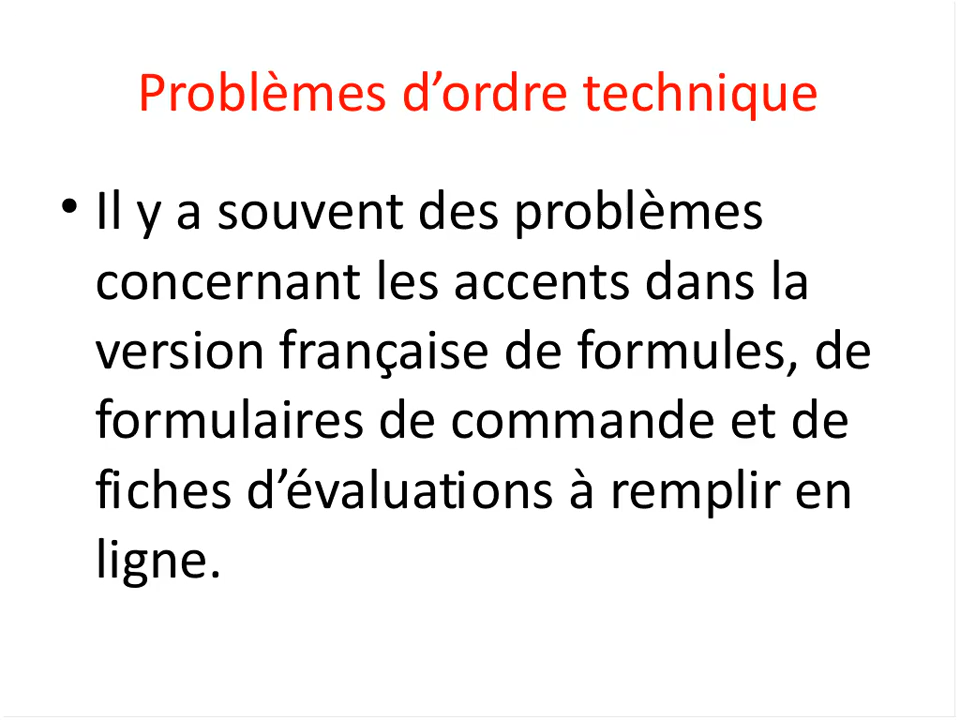 Problèmes d’ordre technique
• Il y a souvent des problèmes
concernant les accents dans la
version française de formules, de
formulaires de commande et de
fiches d’évaluations à remplir en
ligne.